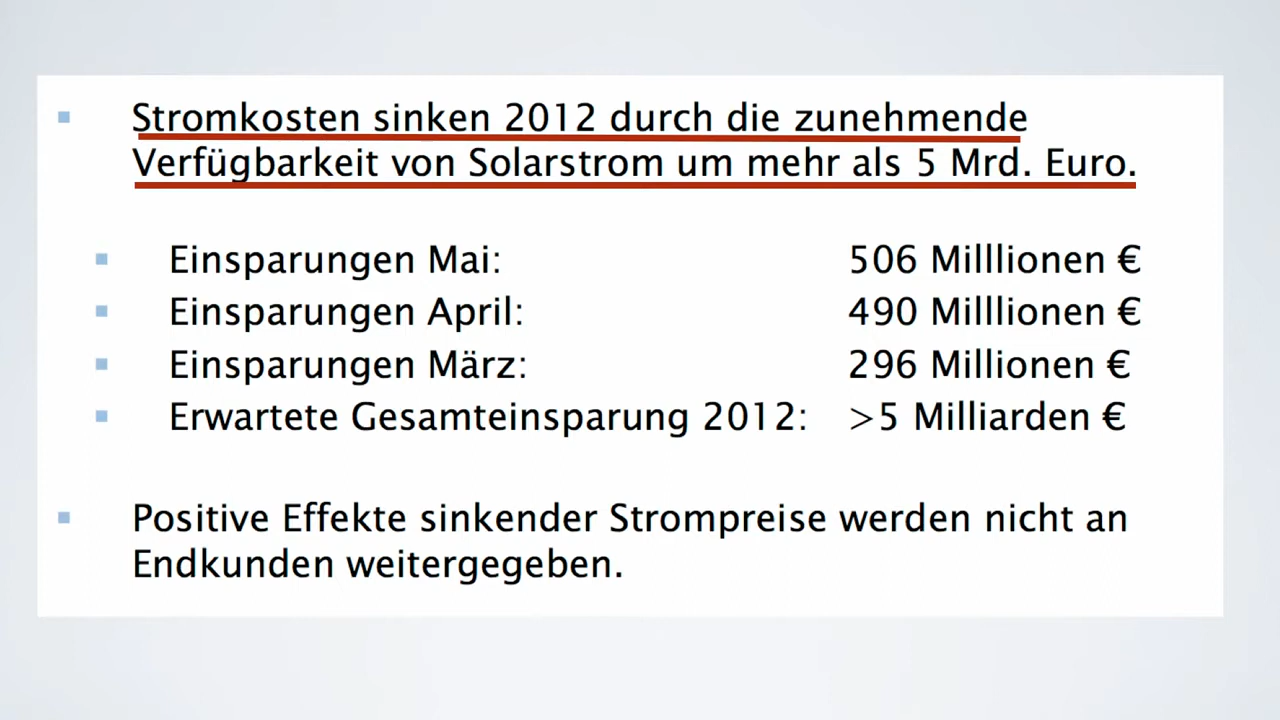 Stromkosten sinken 2012 durch die zunehmende
Verfügbarkeit von Solarstrom um mehr als 5 Mrd. Euro.
Einsparungen Mai: 506 Milllionen €
Einsparungen April: 490 Milllionen €
Einsparungen März: 296 Millionen €
Erwartete Gesamteinsparung 2012: >5 Milliarden €
Positive Effekte sinkender Strompreise werden nicht an
Endkunden weitergegeben.